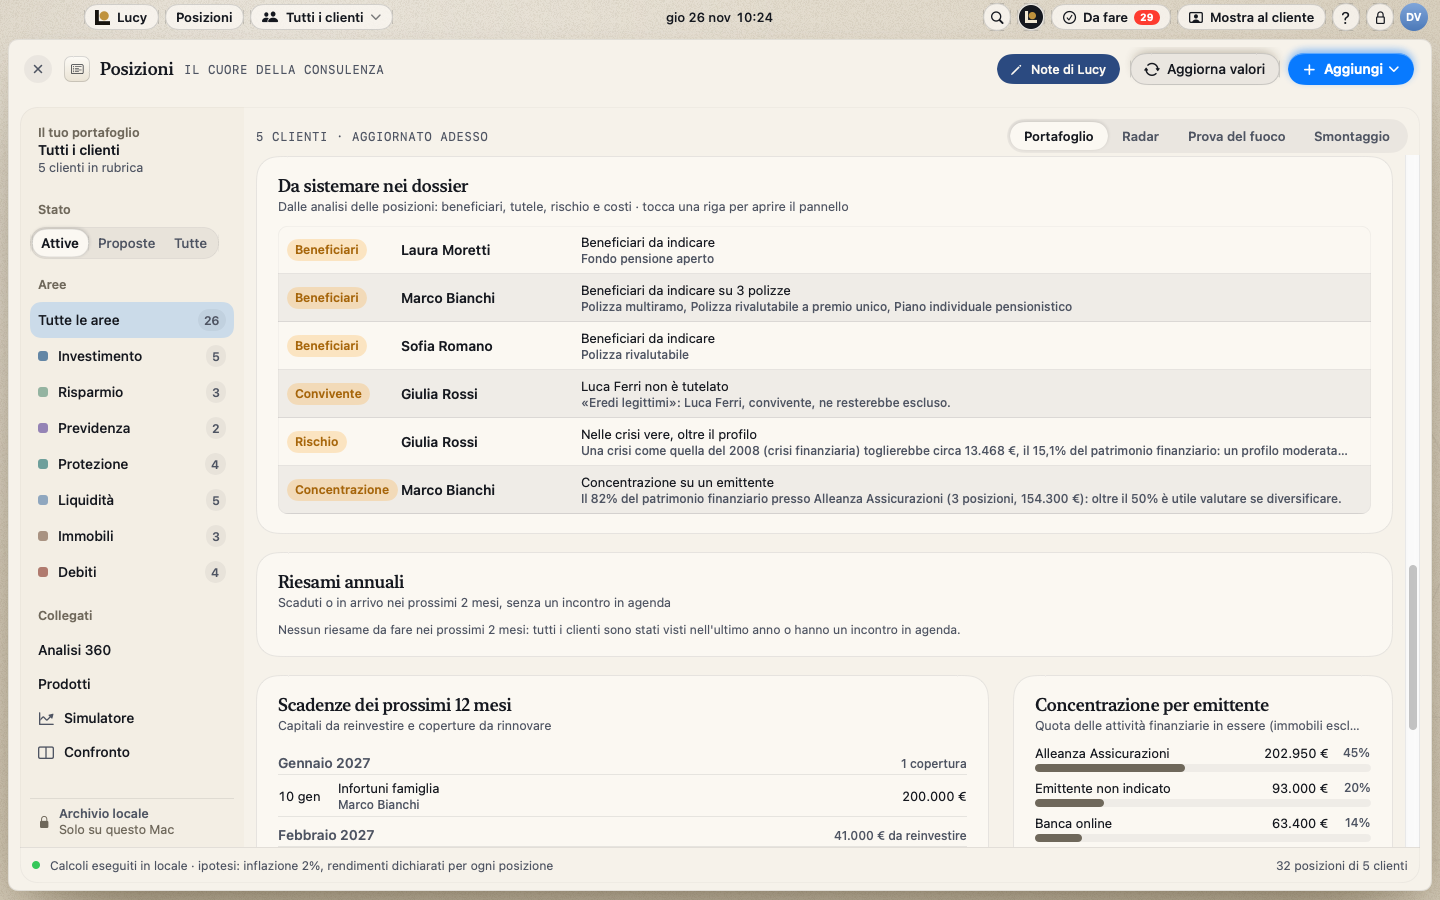 Lucy
Posizioni
Tutti i clienti
gio 26 nov 10:24
Da fare 29
Mostra al cliente
?
DV
Posizioni IL CUORE DELLA CONSULENZA
Note di Lucy
Aggiorna valori
Aggiungi
Il tuo portafoglio
Tutti i clienti
5 clienti in rubrica
Stato
Attive Proposte Tutte
Aree
Tutte le aree 26
Investimento 5
Risparmio 3
Previdenza 2
Protezione 4
Liquidità 5
Immobili 3
Debiti 4
Collegati
Analisi 360
Prodotti
Simulatore
Confronto
Archivio locale
Solo su questo Mac
5 CLIENTI · AGGIORNATO ADESSO
Portafoglio Radar Prova del fuoco Smontaggio
Da sistemare nei dossier
Dalle analisi delle posizioni: beneficiari, tutele, rischio e costi · tocca una riga per aprire il pannello
Beneficiari Laura Moretti Beneficiari da indicare
Fondo pensione aperto
Beneficiari Marco Bianchi Beneficiari da indicare su 3 polizze
Polizza multiramo, Polizza rivalutabile a premio unico, Piano individuale pensionistico
Beneficiari Sofia Romano Beneficiari da indicare
Polizza rivalutabile
Convivente Giulia Rossi Luca Ferri non è tutelato
«Eredi legittimi»: Luca Ferri, convivente, ne resterebbe escluso.
Rischio Giulia Rossi Nelle crisi vere, oltre il profilo
Una crisi come quella del 2008 (crisi finanziaria) toglierebbe circa 13.468 €, il 15,1% del patrimonio finanziario: un profilo moderata...
Concentrazione Marco Bianchi Concentrazione su un emittente
Il 82% del patrimonio finanziario presso Alleanza Assicurazioni (3 posizioni, 154.300 €): oltre il 50% è utile valutare se diversificare.
Riesami annuali
Scaduti o in arrivo nei prossimi 2 mesi, senza un incontro in agenda
Nessun riesame da fare nei prossimi 2 mesi: tutti i clienti sono stati visti nell'ultimo anno o hanno un incontro in agenda.
Scadenze dei prossimi 12 mesi
Capitali da reinvestire e coperture da rinnovare
Gennaio 2027 1 copertura
10 gen Infortuni famiglia 200.000 €
Marco Bianchi
Febbraio 2027 41.000 € da reinvestire
Concentrazione per emittente
Quota delle attività finanziarie in essere (immobili escl...
Alleanza Assicurazioni 202.950 € 45%
Emittente non indicato 93.000 € 20%
Banca online 63.400 € 14%
Calcoli eseguiti in locale · ipotesi: inflazione 2%, rendimenti dichiarati per ogni posizione
32 posizioni di 5 clienti